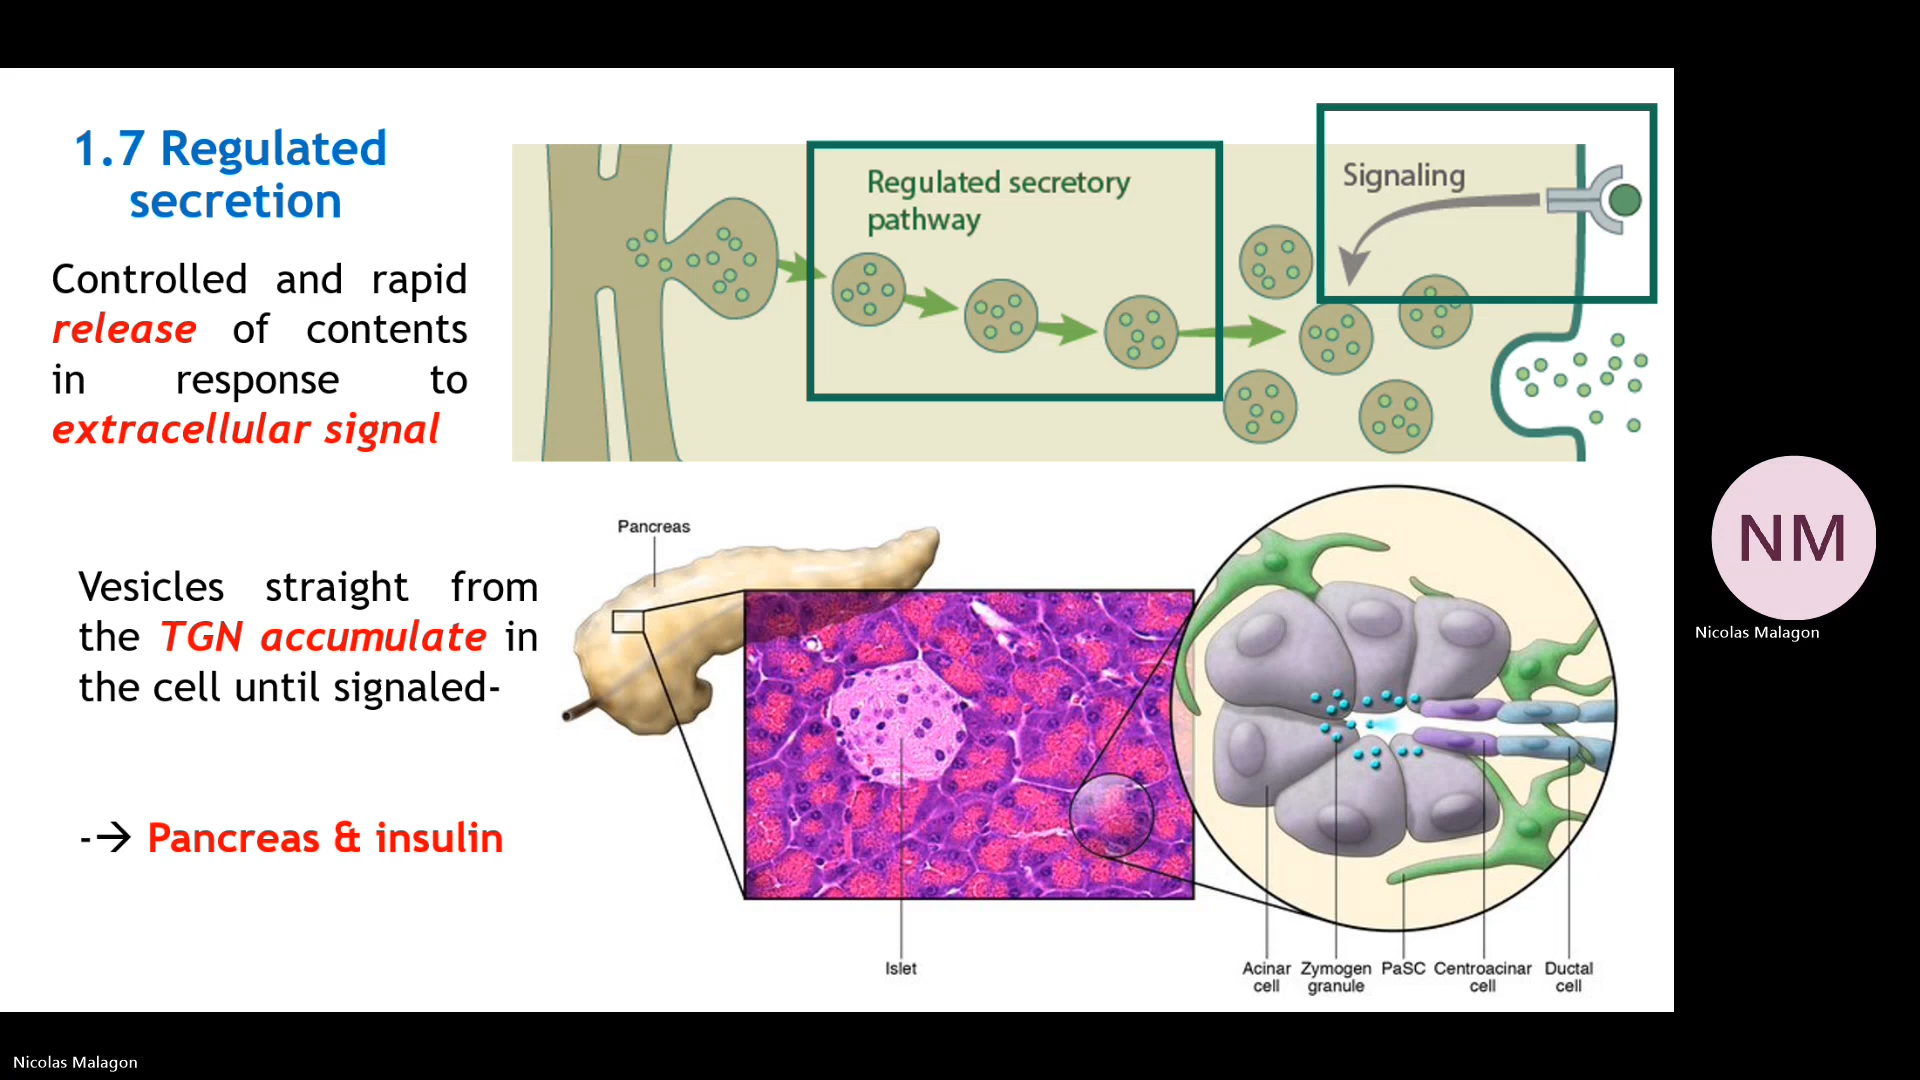 1.7 Regulated
secretion
Controlled and rapid
release of contents
in response to
extracellular signal
Regulated secretory
pathway
Signaling
Vesicles straight from
the TGN accumulate in
the cell until signaled-
-→ Pancreas & insulin
Pancreas
Islet
Acinar
cell
Zymogen
granule
PaSC
Centroacinar
cell
Ductal
cell
NM
Nicolas Malagon
Nicolas Malagon